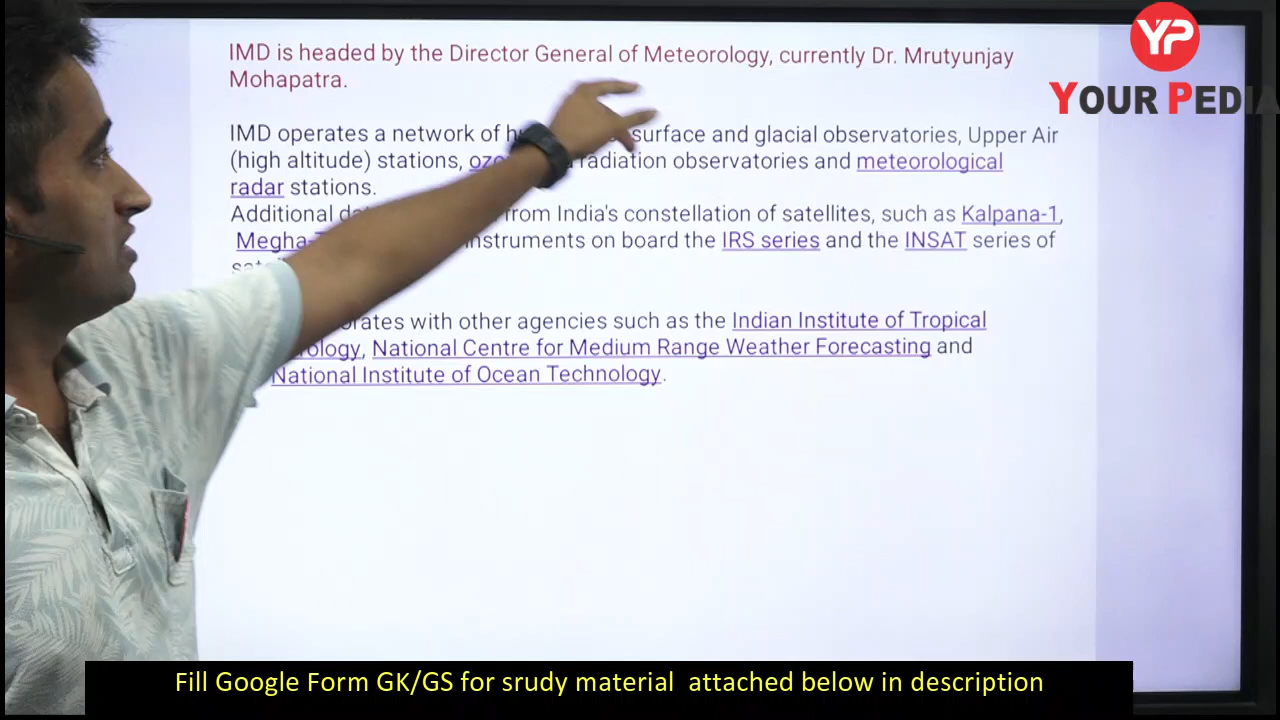 YP
YOUR PEDIA
IMD is headed by the Director General of Meteorology, currently Dr. Mrutyunjay
Mohapatra.
IMD operates a network of surface and glacial observatories, Upper Air
(high altitude) stations, radiation observatories and meteorological
radar stations.
Additional from India's constellation of satellites, such as Kalpana-1,
instruments on board the IRS series and the INSAT series of
with other agencies such as the Indian Institute of Tropical
, National Centre for Medium Range Weather Forecasting and
National Institute of Ocean Technology.
Fill Google Form GK/GS for srudy material attached below in description